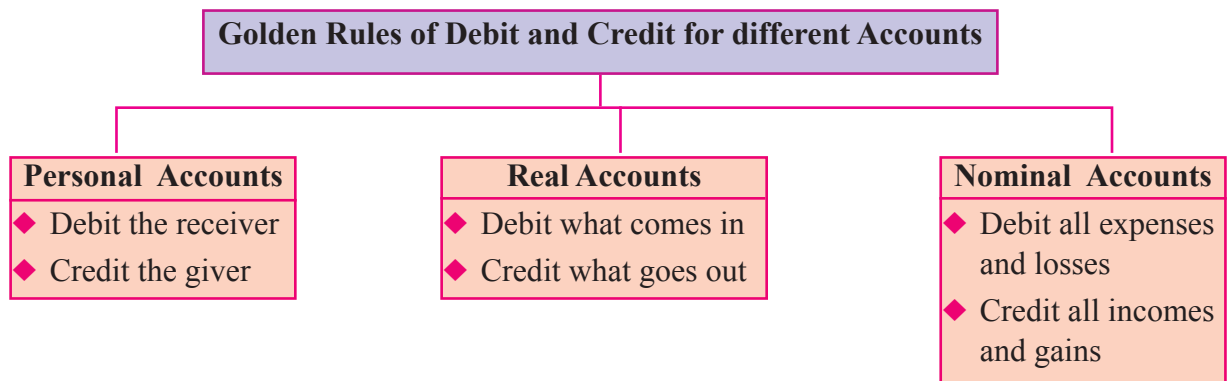 Golden Rules of Debit and Credit for different Accounts
Personal Accounts
◆ Debit the receiver
◆ Credit the giver
Real Accounts
◆ Debit what comes in
◆ Credit what goes out
Nominal Accounts
◆ Debit all expenses
and losses
◆ Credit all incomes
and gains